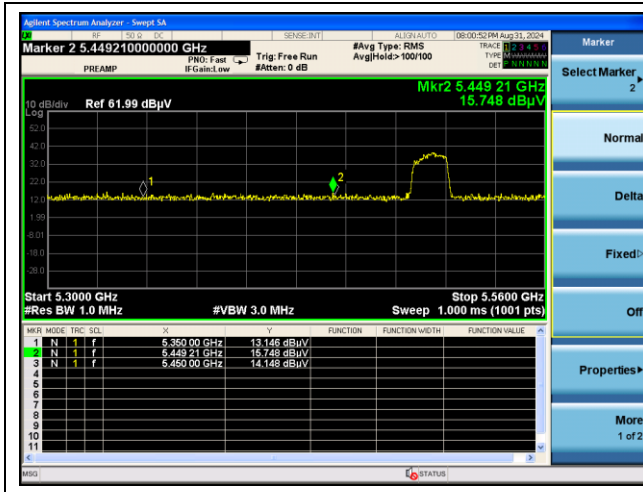 Agilent Spectrum Analyzer - Swept SA
RF 50 Ω DC SENSE:INT ALIGN AUTO 08:00:52 PM Aug 31, 2024
Marker 2 5.449210000000 GHz
PREAMP
PNO: Fast
IFGain:Low
Trig: Free Run
#Atten: 0 dB
#Avg Type: RMS
Avg|Hold:>100/100
TRACE 1 2 3 4 5 6
TYPE
DET P N N N N N
Marker
Select Marker
2
Normal
Delta
Fixed
Off
Properties
More
1 of 2
Mkr2 5.449 21 GHz
15.748 dBµV
10 dB/div Ref 61.99 dBµV
Log
52.0
42.0
32.0
22.0
12.0
1.99
-8.01
-18.0
-28.0
1
2
Start 5.3000 GHz Stop 5.5600 GHz
#Res BW 1.0 MHz #VBW 3.0 MHz Sweep 1.000 ms (1001 pts)
MKR MODE TRC SCL X Y FUNCTION FUNCTION WIDTH FUNCTION VALUE
1 N 1 f 5.350 00 GHz 13.146 dBµV
2 N 1 f 5.449 21 GHz 15.748 dBµV
3 N 1 f 5.450 00 GHz 14.148 dBµV
4
5
6
7
8
9
10
11
MSG STATUS